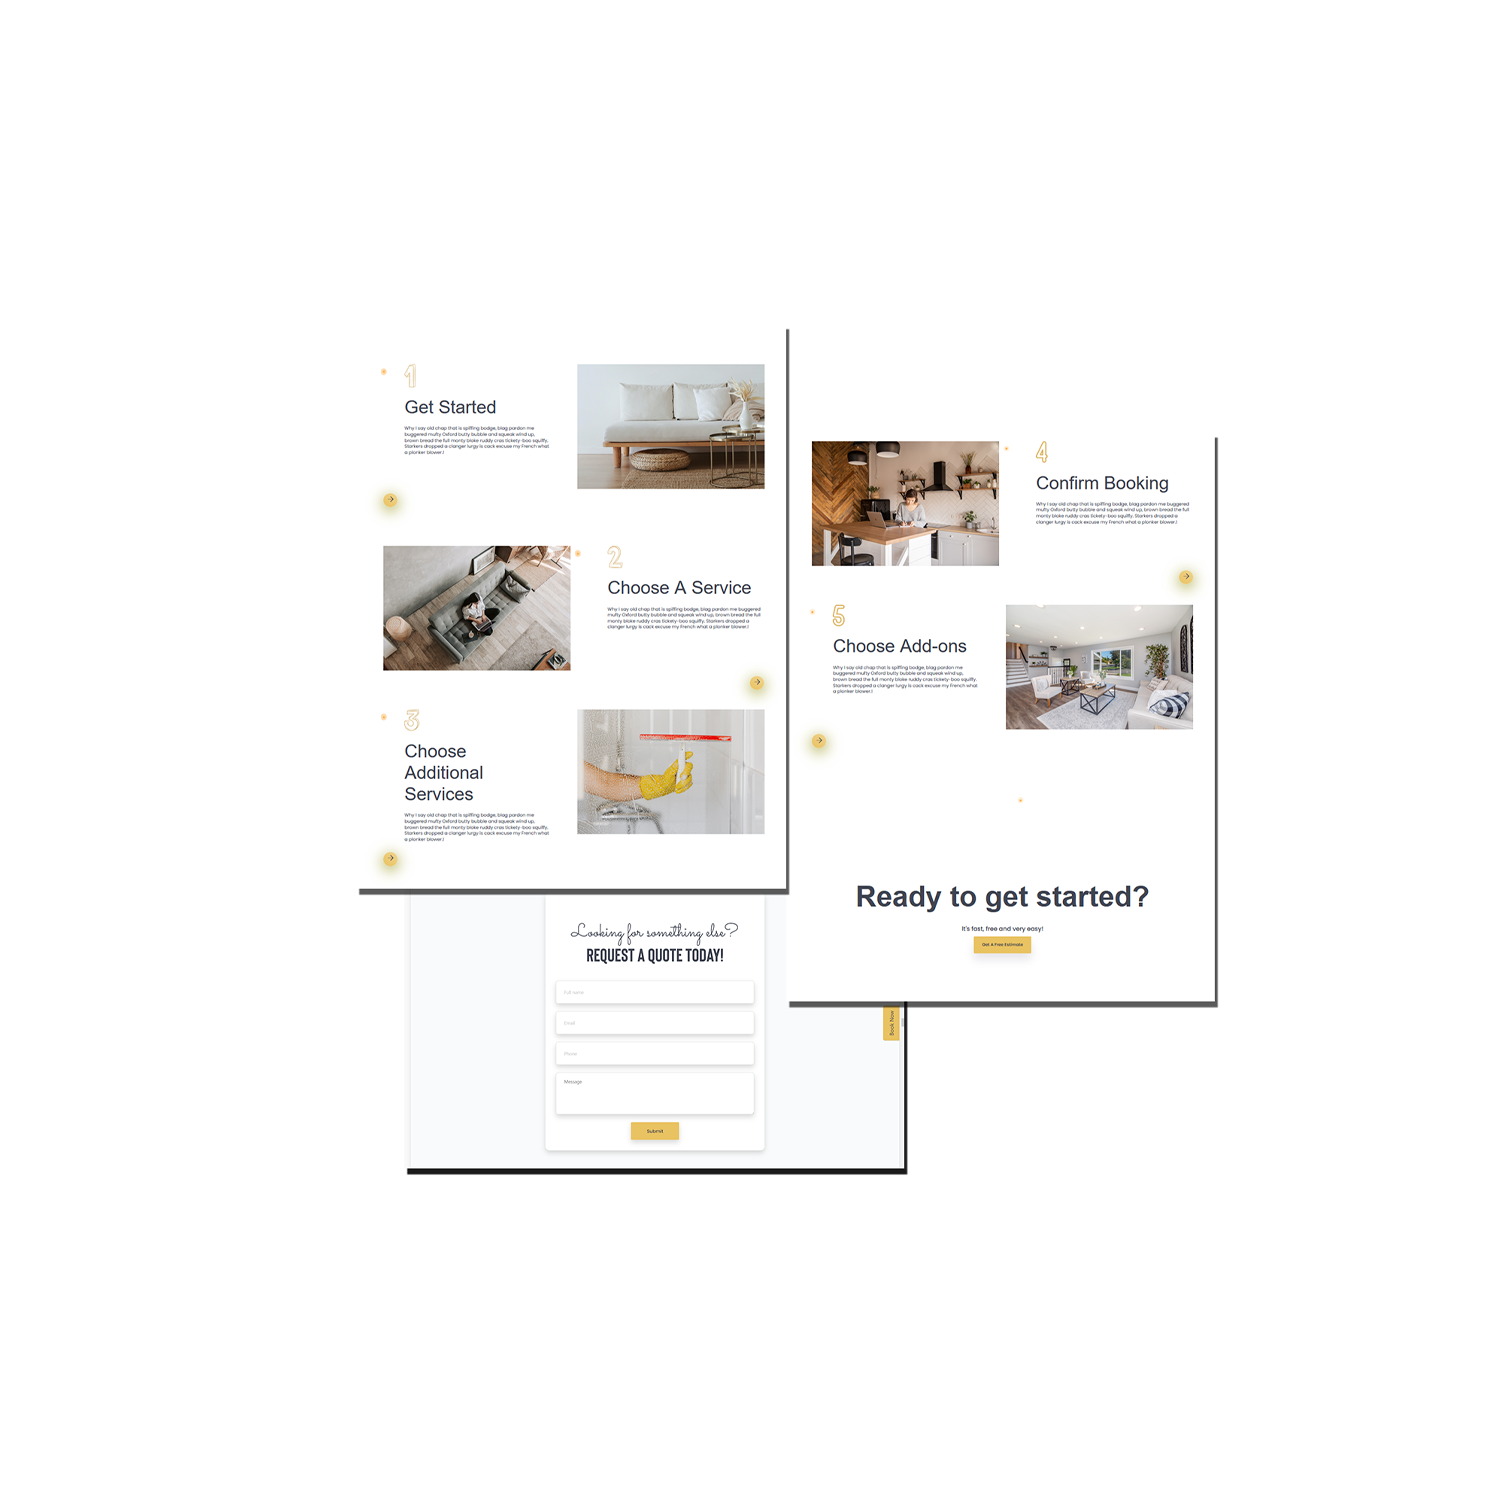 1
Get Started
Why I say old chap that is spiffing bodge, blag pardon me
buggered mufty Oxford butty bubble and squeak wind up,
brown bread the full monty bloke ruddy cras tickety-boo squiffy.
Starkers dropped a clanger lurgy is cack excuse my French what
a plonker blower.!
2
Choose A Service
Why I say old chap that is spiffing bodge, blag pardon me buggered
mufty Oxford butty bubble and squeak wind up, brown bread the full
monty bloke ruddy cras tickety-boo squiffy. Starkers dropped a
clanger lurgy is cack excuse my French what a plonker blower.!
3
Choose
Additional
Services
Why I say old chap that is spiffing bodge, blag pardon me
buggered mufty Oxford butty bubble and squeak wind up,
brown bread the full monty bloke ruddy cras tickety-boo squiffy.
Starkers dropped a clanger lurgy is cack excuse my French what
a plonker blower.!
4
Confirm Booking
Why I say old chap that is spiffing bodge, blag pardon me buggered
mufty Oxford butty bubble and squeak wind up, brown bread the full
monty bloke ruddy cras tickety-boo squiffy. Starkers dropped a
clanger lurgy is cack excuse my French what a plonker blower.!
5
Choose Add-ons
Why I say old chap that is spiffing bodge, blag pardon me
buggered mufty Oxford butty bubble and squeak wind up,
brown bread the full monty bloke ruddy cras tickety-boo squiffy.
Starkers dropped a clanger lurgy is cack excuse my French what
a plonker blower.!
Ready to get started?
It's fast, free and very easy!
Get A Free Estimate
Looking for something else?
REQUEST A QUOTE TODAY!
Full name
Email
Phone
Message
Submit
Book Now